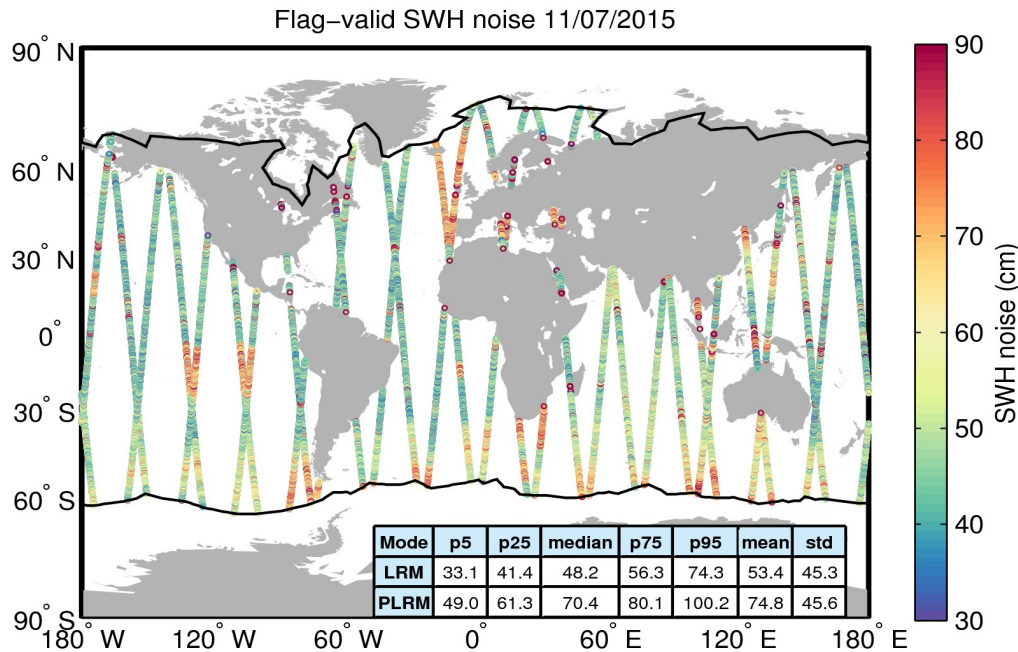 Flag−valid SWH noise 11/07/2015
90° N
60° N
30° N
0°
30° S
60° S
90° S
180° W
120° W
60° W
0°
60° E
120° E
180° E
Mode p5 p25 median p75 p95 mean std
LRM 33.1 41.4 48.2 56.3 74.3 53.4 45.3
PLRM 49.0 61.3 70.4 80.1 100.2 74.8 45.6
90
80
70
60
50
40
30
SWH noise (cm)